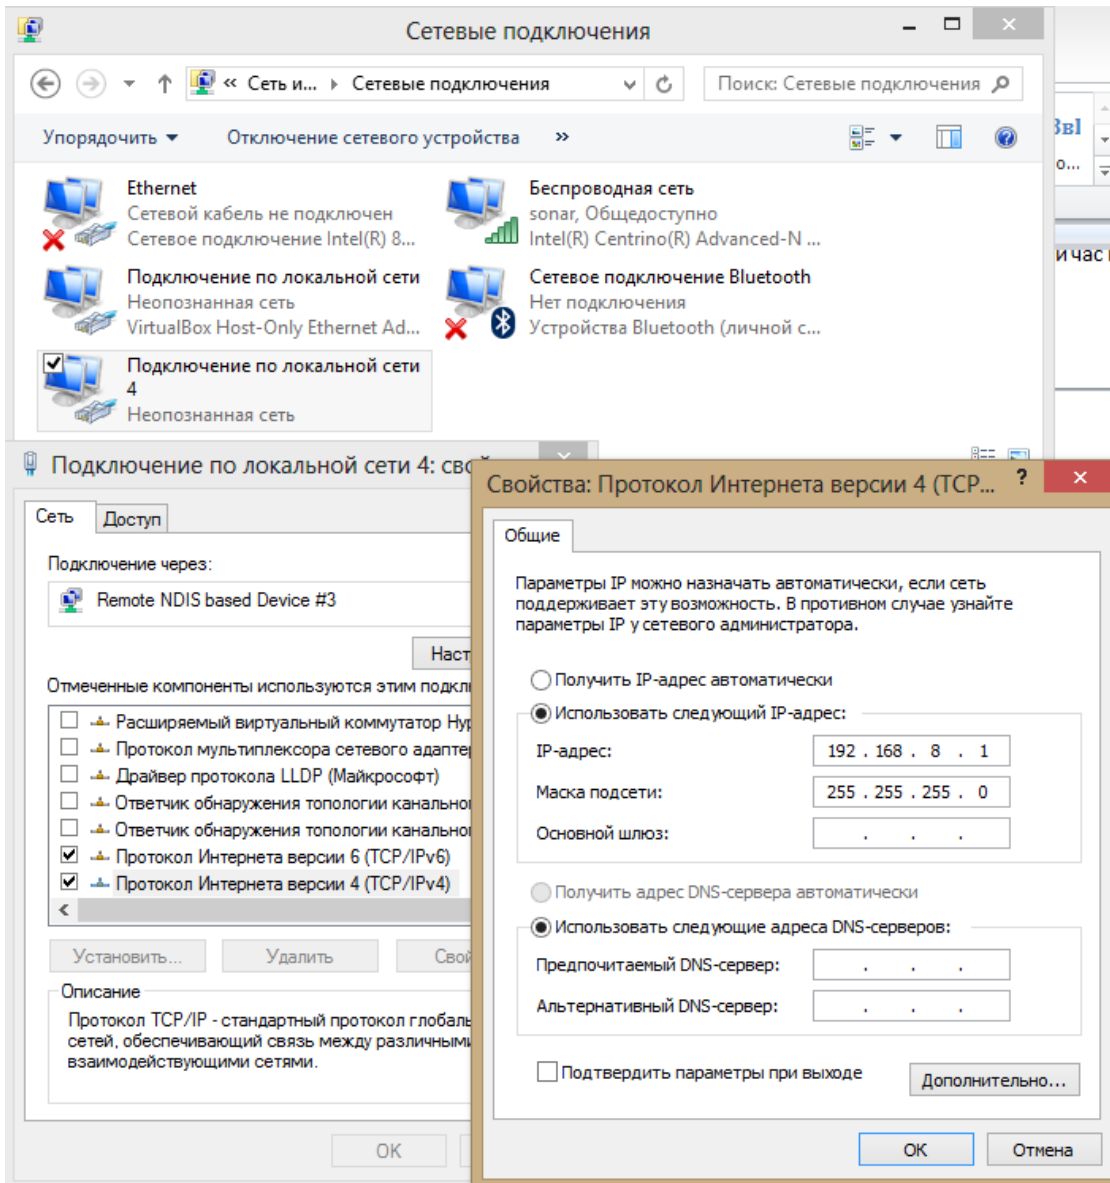 Сетевые подключения
« Сеть и... Сетевые подключения
Поиск: Сетевые подключения
Упорядочить
Отключение сетевого устройства
»
Ethernet
Сетевой кабель не подключен
Сетевое подключение Intel(R) 8...
Беспроводная сеть
sonar, Общедоступно
Intel(R) Centrino(R) Advanced-N ...
и час
Подключение по локальной сети
Неопознанная сеть
VirtualBox Host-Only Ethernet Ad...
Сетевое подключение Bluetooth
Нет подключения
Устройства Bluetooth (личной с...
Подключение по локальной сети
4
Неопознанная сеть
Подключение по локальной сети 4:
Сеть
Доступ
Подключение через:
Remote NDIS based Device #3
Отмеченные компоненты используются этим
Расширяемый виртуальный коммутатор
Протокол мультиплексора сетевого
Драйвер протокола LLDP (Майкрософт)
Ответчик обнаружения топологии
Ответчик обнаружения топологии
Протокол Интернета версии 6 (TCP/IPv6)
Протокол Интернета версии 4 (TCP/IPv4)
Установить...
Удалить
Описание
Протокол TCP/IP - стандартный протокол
сетей, обеспечивающий связь между различными
взаимодействующими сетями.
OK
Свойства: Протокол Интернета версии 4 (TCP...
?
Общие
Параметры IP можно назначать автоматически, если сеть
поддерживает эту возможность. В противном случае узнайте
параметры IP у сетевого администратора.
Получить IP-адрес автоматически
Использовать следующий IP-адрес:
IP-адрес:
192 . 168 . 8 . 1
Маска подсети:
255 . 255 . 255 . 0
Основной шлюз:
. . .
Получить адрес DNS-сервера автоматически
Использовать следующие адреса DNS-серверов:
Предпочитаемый DNS-сервер:
. . .
Альтернативный DNS-сервер:
. . .
Подтвердить параметры при выходе
Дополнительно...
OK
Отмена